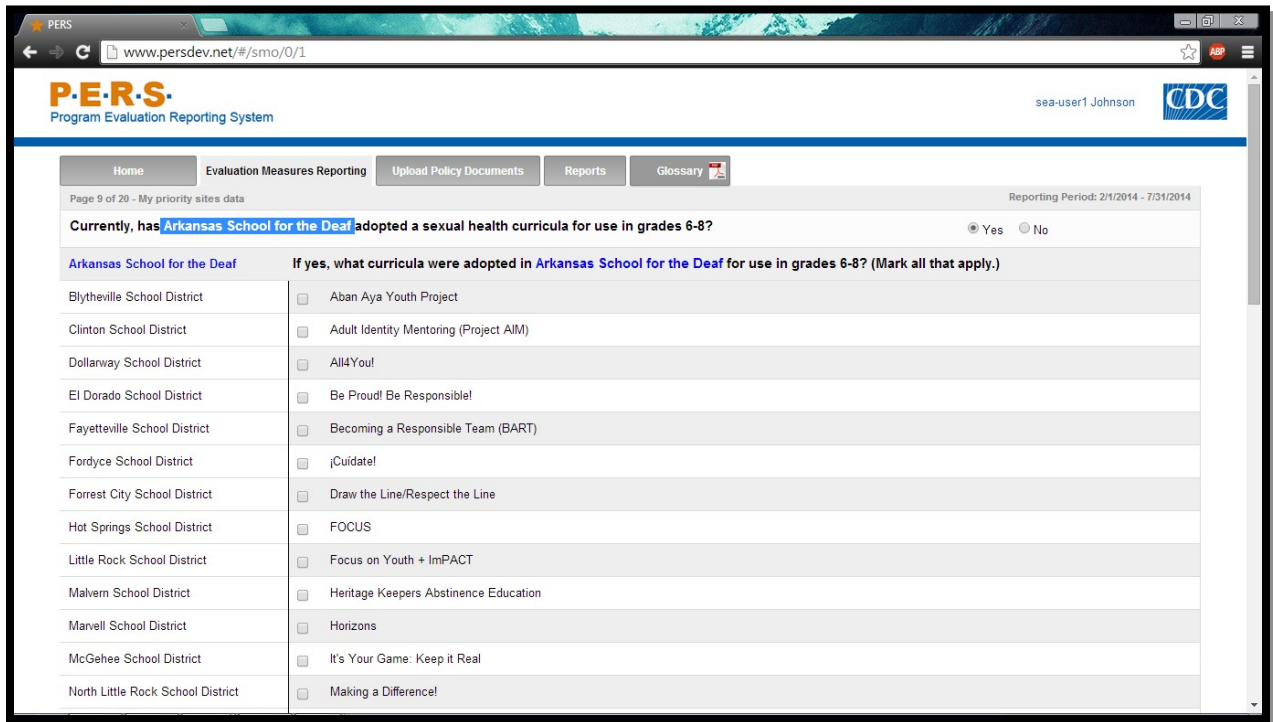 PERS
www.persdev.net/#/smo/0/1
ABP
P·E·R·S·
Program Evaluation Reporting System
sea-user1 Johnson
CDC
Home
Evaluation Measures Reporting
Upload Policy Documents
Reports
Glossary
Page 9 of 20 - My priority sites data
Reporting Period: 2/1/2014 - 7/31/2014
Currently, has Arkansas School for the Deaf adopted a sexual health curricula for use in grades 6-8?
Yes
No
Arkansas School for the Deaf
If yes, what curricula were adopted in Arkansas School for the Deaf for use in grades 6-8? (Mark all that apply.)
Blytheville School District
Aban Aya Youth Project
Clinton School District
Adult Identity Mentoring (Project AIM)
Dollarway School District
All4You!
El Dorado School District
Be Proud! Be Responsible!
Fayetteville School District
Becoming a Responsible Team (BART)
Fordyce School District
¡Cuídate!
Forrest City School District
Draw the Line/Respect the Line
Hot Springs School District
FOCUS
Little Rock School District
Focus on Youth + ImPACT
Malvern School District
Heritage Keepers Abstinence Education
Marvell School District
Horizons
McGehee School District
It's Your Game: Keep it Real
North Little Rock School District
Making a Difference!